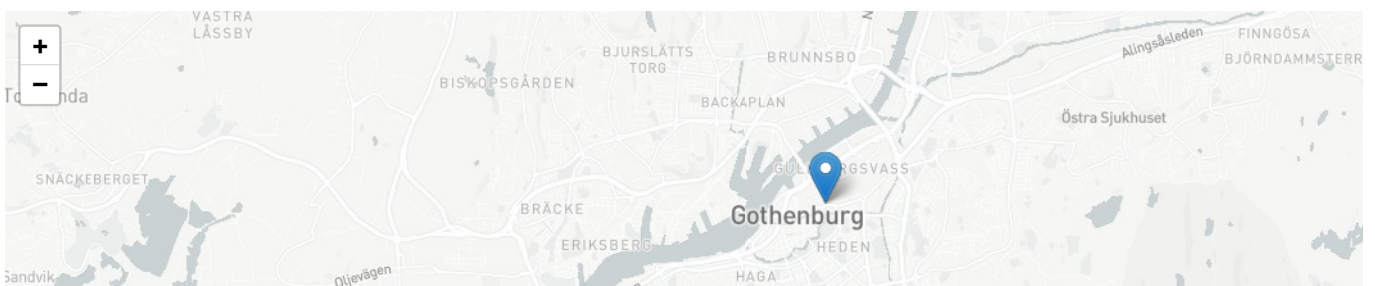 VÄSTRA
LÅSSBY
+
−
BJURSLÄTTS
TORG
BRUNNSBO
Alingsåsleden
FINNGÖSA
BJÖRNDAMMSTERR
BISKOPSGÅRDEN
BACKAPLAN
Östra Sjukhuset
SNÄCKEBERGET
BRÄCKE
Gothenburg
ERIKSBERG
HEDEN
Sandvik
Oljevägen
HAGA